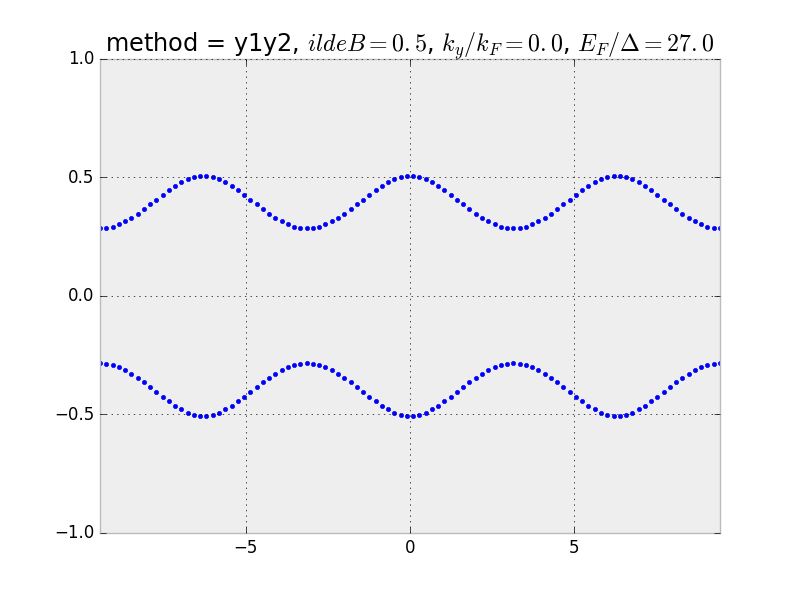 method = y1y2, ildeB = 0.5, k_y/k_F = 0.0, E_F/Δ = 27.0
1.0
0.5
0.0
−0.5
−1.0
−5 0 5